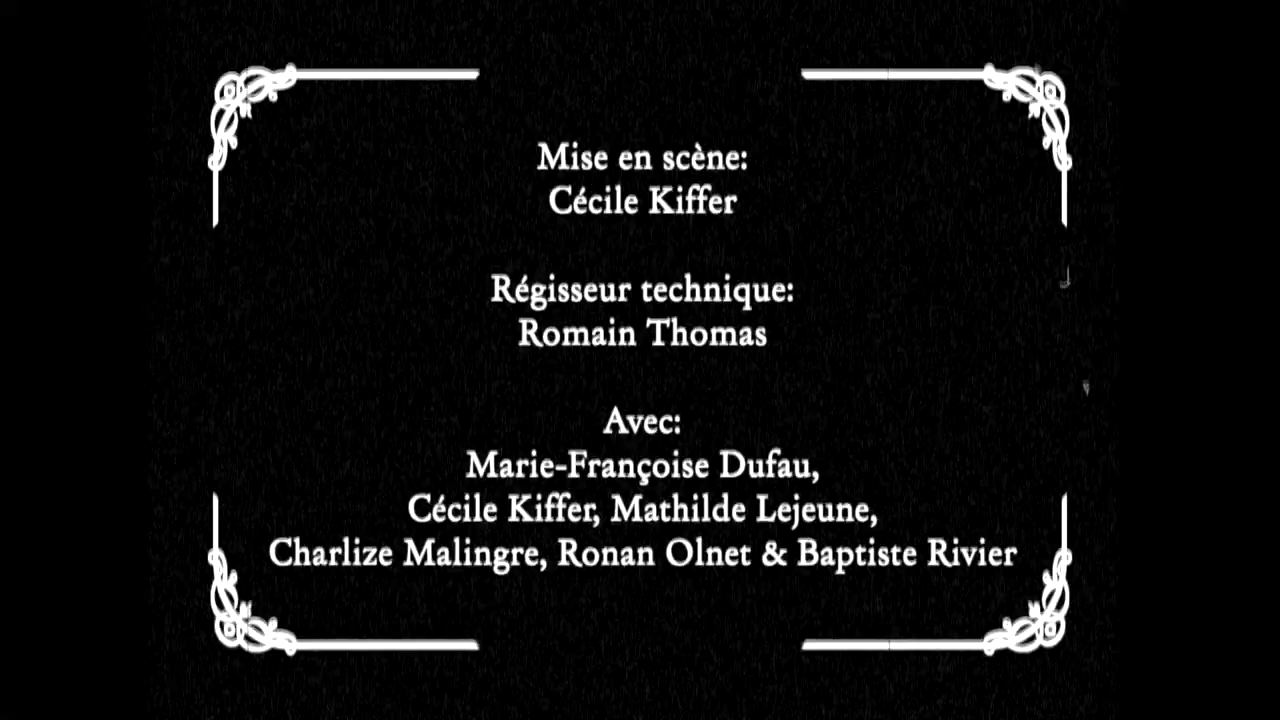 Mise en scène:
Cécile Kiffer
Régisseur technique:
Romain Thomas
Avec:
Marie-Françoise Dufau,
Cécile Kiffer, Mathilde Lejeune,
Charlize Malingre, Ronan Olnet & Baptiste Rivier